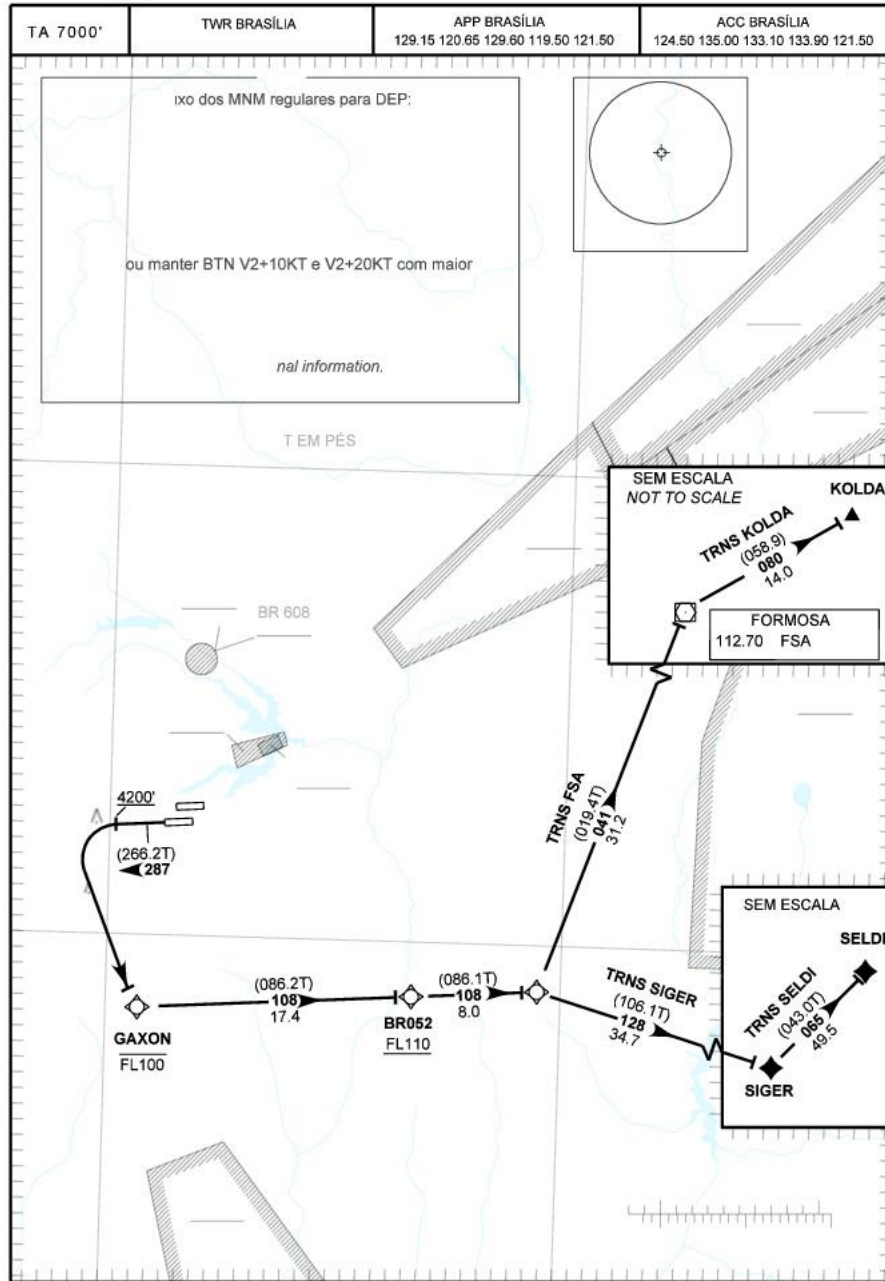 TA 7000'
TWR BRASÍLIA
APP BRASÍLIA
129.15 120.65 129.60 119.50 121.50
ACC BRASÍLIA
124.50 135.00 133.10 133.90 121.50
ixo dos MNM regulares para DEP:
ou manter BTN V2+10KT e V2+20KT com maior
nal information.
T EM PÉS
SEM ESCALA
NOT TO SCALE
KOLDA
TRNS KOLDA
(058.9)
080
14.0
FORMOSA
112.70 FSA
BR 608
TRNS FSA
(019.4T)
041
31.2
4200'
(266.2T)
287
SEM ESCALA
SELDI
TRNS SELDI
(043.0T)
065
49.5
SIGER
TRNS SIGER
(106.1T)
128
34.7
(086.2T)
108
17.4
(086.1T)
108
8.0
GAXON
FL100
BR052
FL110